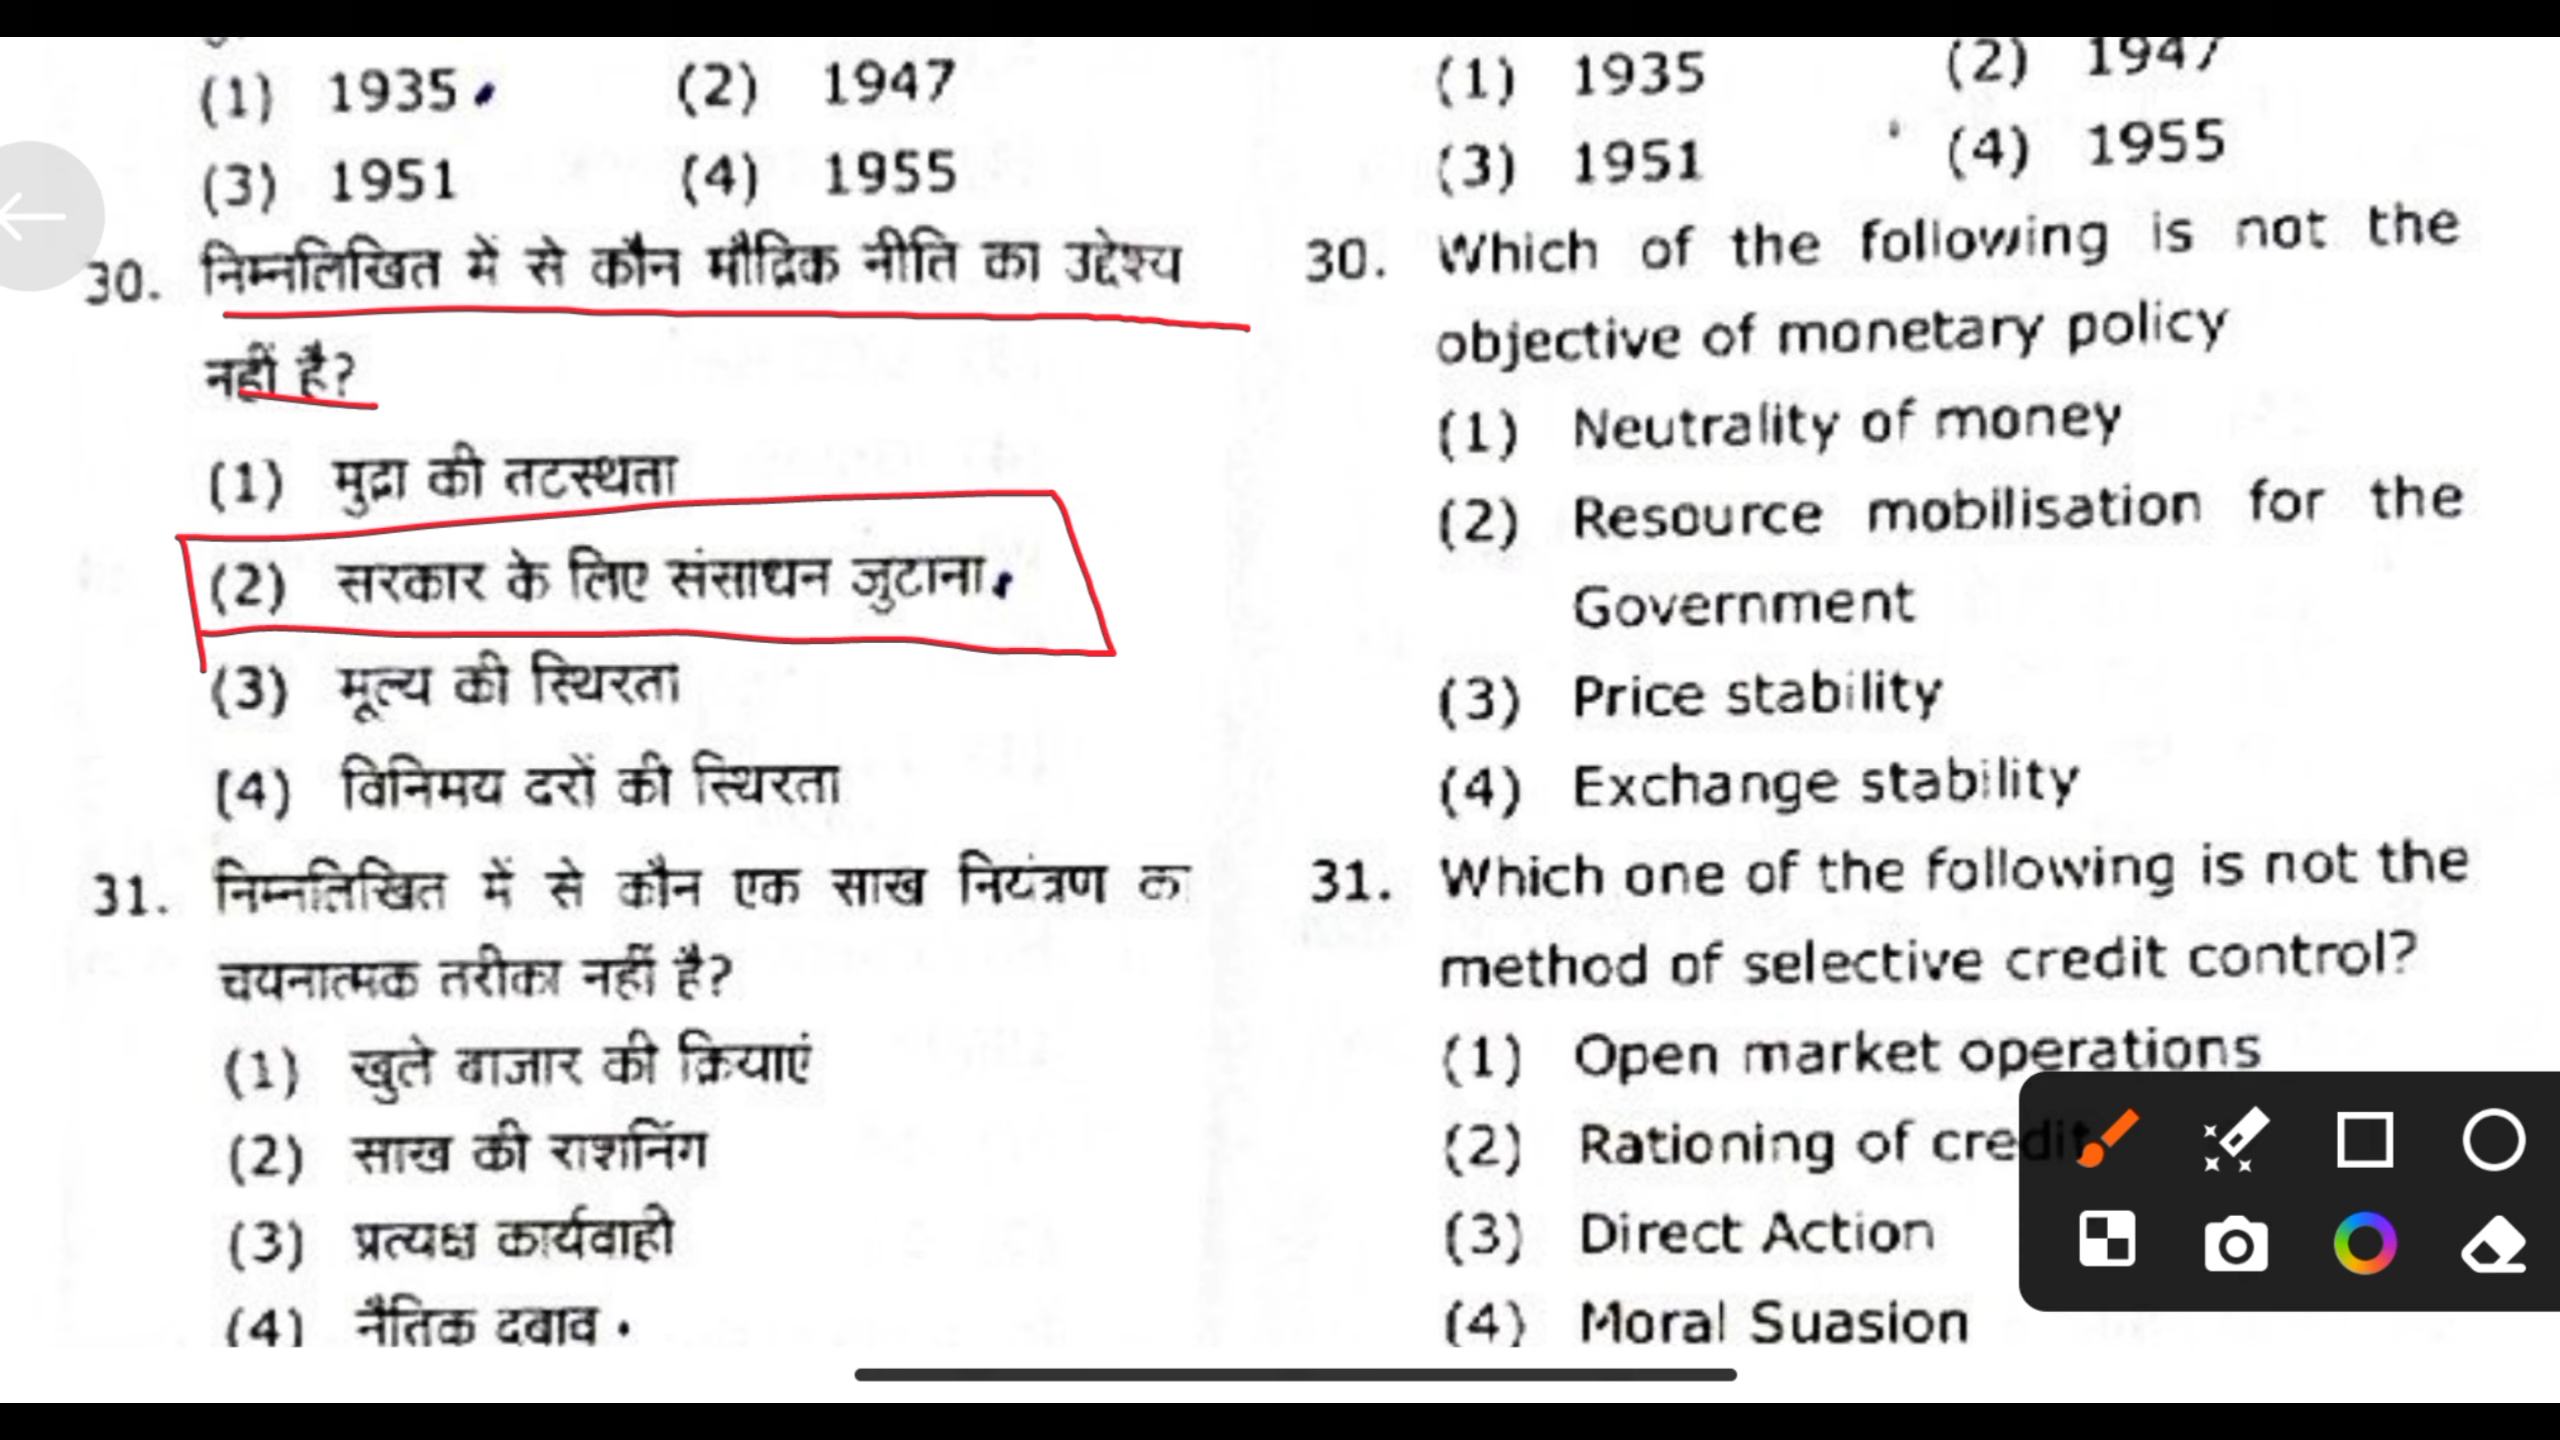 (1) 1935 (2) 1947
(3) 1951 (4) 1955
30. निम्नलिखित में से कौन मौद्रिक नीति का उद्देश्य
नहीं है?
(1) मुद्रा की तटस्थता
(2) सरकार के लिए संसाधन जुटाना
(3) मूल्य की स्थिरता
(4) विनिमय दरों की स्थिरता
31. निम्नलिखित में से कौन एक साख नियंत्रण का
चयनात्मक तरीका नहीं है?
(1) खुले बाजार की क्रियाएं
(2) साख की राशनिंग
(3) प्रत्यक्ष कार्यवाही
(4) नैतिक दबाव
(1) 1935 (2) 1947
(3) 1951 (4) 1955
30. Which of the following is not the
objective of monetary policy
(1) Neutrality of money
(2) Resource mobilisation for the
Government
(3) Price stability
(4) Exchange stability
31. Which one of the following is not the
method of selective credit control?
(1) Open market operations
(2) Rationing of credit
(3) Direct Action
(4) Moral Suasion